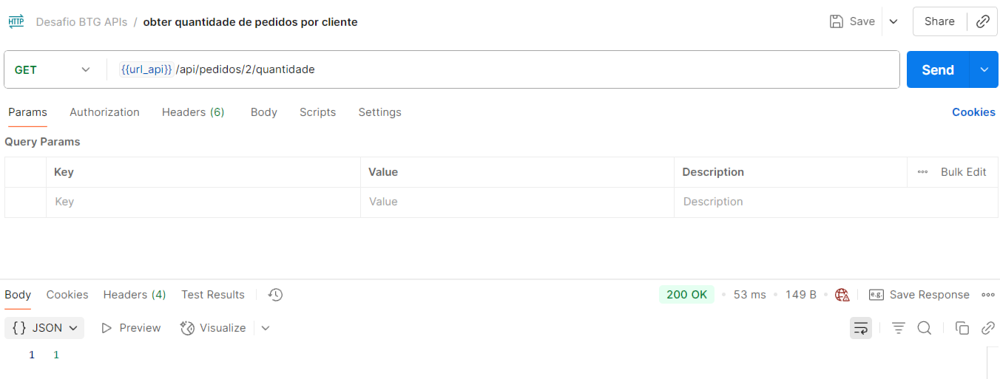 HTTP Desafio BTG APIs / obter quantidade de pedidos por cliente Save Share
GET {{url_api}} /api/pedidos/2/quantidade Send
Params Authorization Headers (6) Body Scripts Settings Cookies
Query Params
Key Value Description Bulk Edit
Key Value Description
Body Cookies Headers (4) Test Results 200 OK • 53 ms • 149 B • e.g. Save Response
{} JSON Preview Visualize
1 1